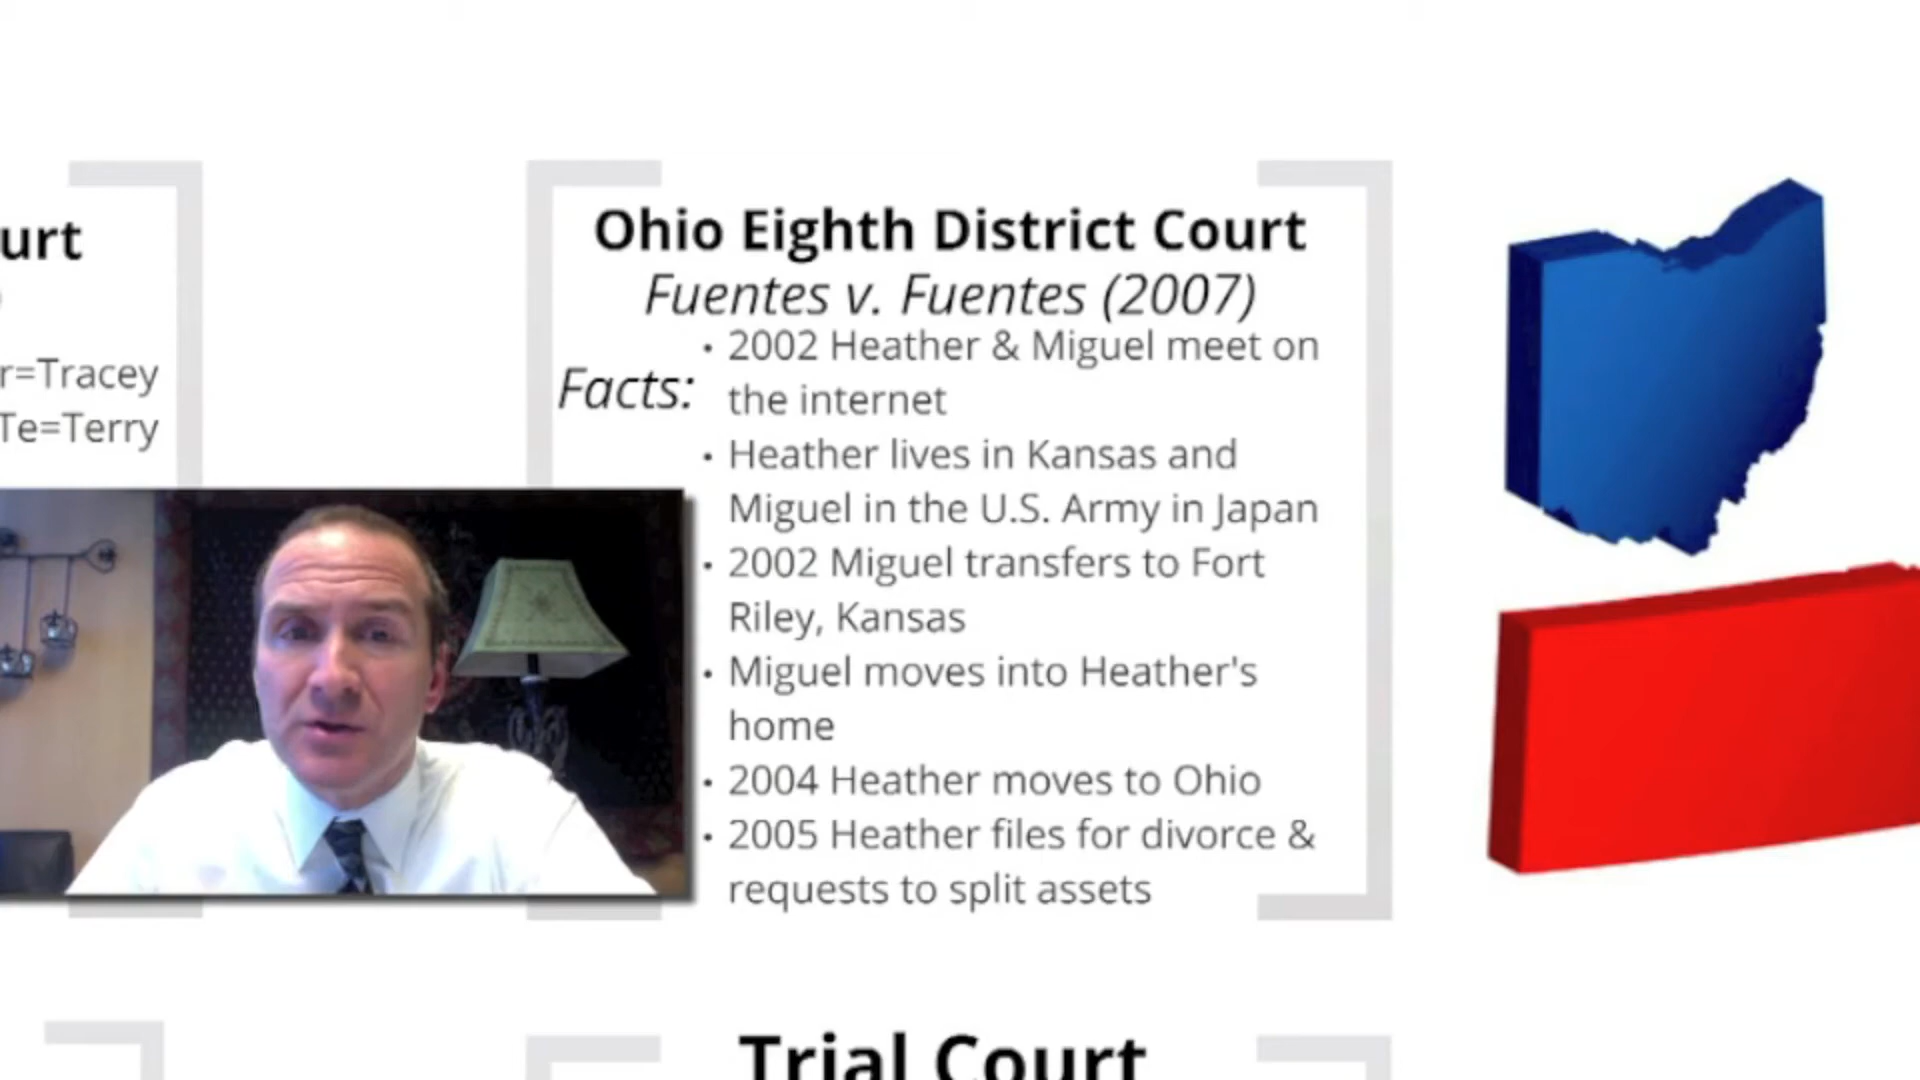 urt
r=Tracey
Te=Terry
Ohio Eighth District Court
Fuentes v. Fuentes (2007)
Facts:
• 2002 Heather & Miguel meet on
the internet
• Heather lives in Kansas and
Miguel in the U.S. Army in Japan
• 2002 Miguel transfers to Fort
Riley, Kansas
• Miguel moves into Heather's
home
• 2004 Heather moves to Ohio
• 2005 Heather files for divorce &
requests to split assets
Trial Court